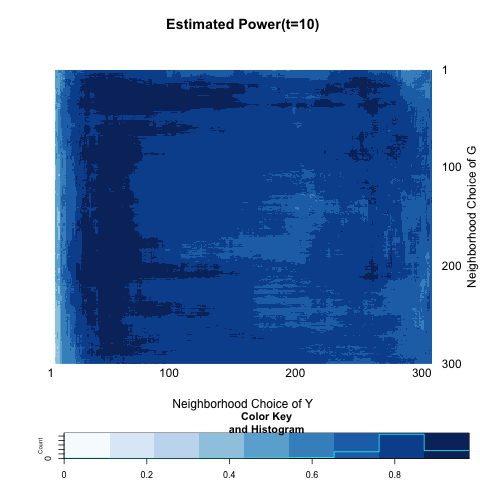 Estimated Power(t=10)
1
100
200
300
Neighborhood Choice of G
1 100 200 300
Neighborhood Choice of Y
Color Key
and Histogram
Count
0
0 0.2 0.4 0.6 0.8